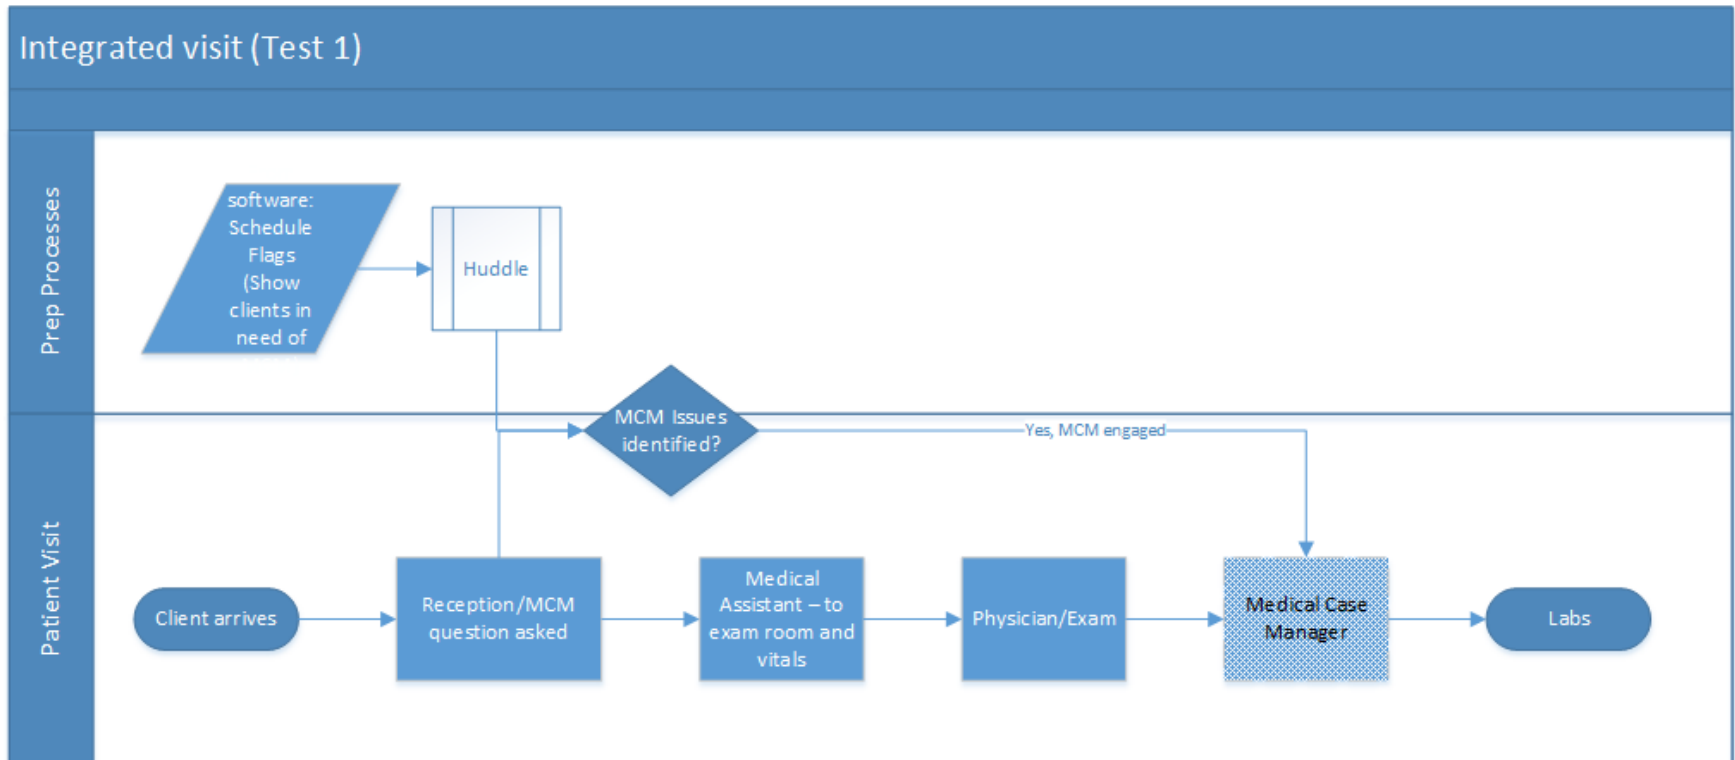 Integrated visit (Test 1)
Prep Processes
software:
Schedule
Flags
(Show
clients in
need of
Huddle
MCM Issues
identified?
Yes, MCM engaged
Patient Visit
Client arrives
Reception/MCM
question asked
Medical
Assistant – to
exam room and
vitals
Physician/Exam
Medical Case
Manager
Labs